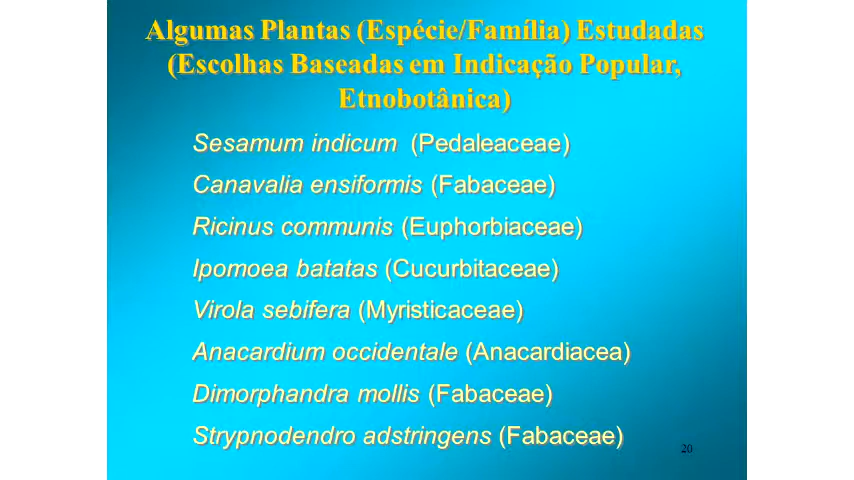 Algumas Plantas (Espécie/Família) Estudadas
(Escolhas Baseadas em Indicação Popular,
Etnobotânica)
Sesamum indicum (Pedaleaceae)
Canavalia ensiformis (Fabaceae)
Ricinus communis (Euphorbiaceae)
Ipomoea batatas (Cucurbitaceae)
Virola sebifera (Myristicaceae)
Anacardium occidentale (Anacardiacea)
Dimorphandra mollis (Fabaceae)
Strypnodendro adstringens (Fabaceae)
20